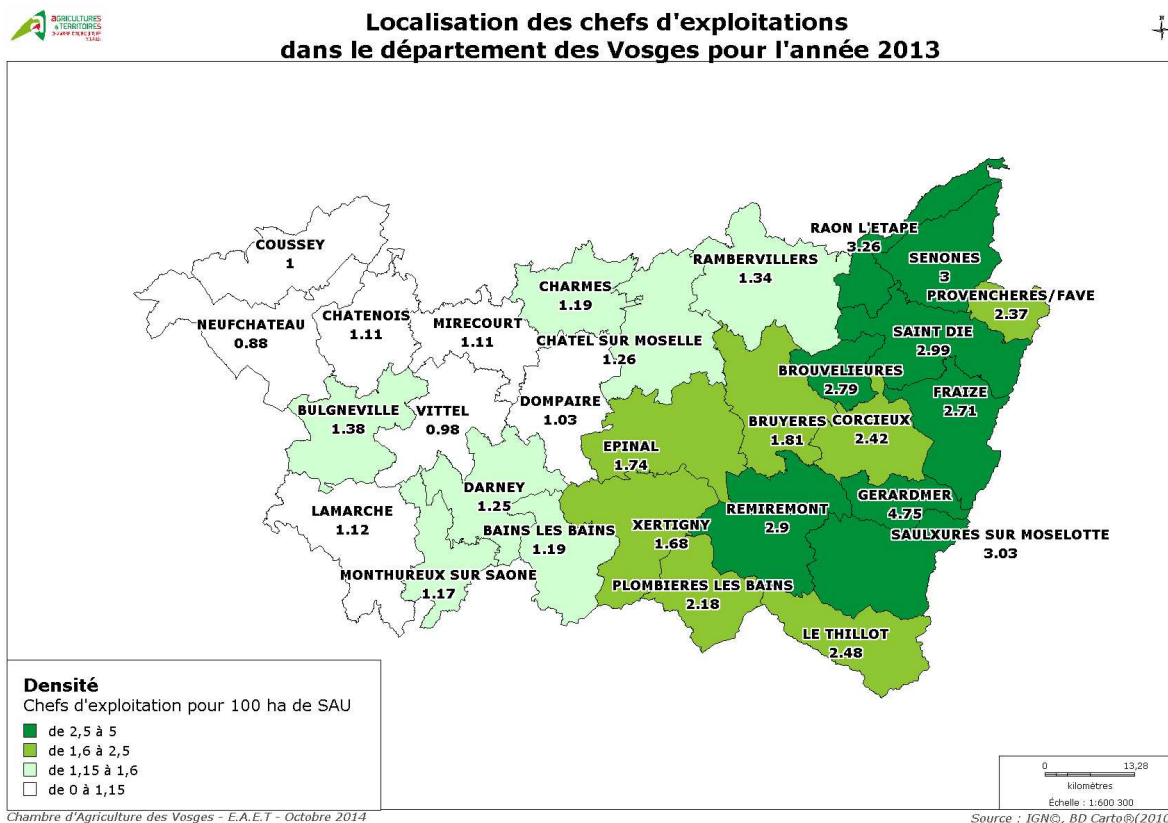 AGRICULTURES
& TERRITOIRES
CHAMBRE D'AGRICULTURE
VOSGES
Localisation des chefs d'exploitations
dans le département des Vosges pour l'année 2013
N
RAON L'ETAPE
3.26
COUSSEY
1
RAMBERVILLERS
1.34
SENONES
3
CHARMES
1.19
PROVENCHERES/FAVE
2.37
NEUFCHATEAU
0.88
CHATENOIS
1.11
MIRECOURT
1.11
CHATEL SUR MOSELLE
1.26
SAINT DIE
2.99
BROUVELIEURES
2.79
FRAIZE
2.71
BULGNEVILLE
1.38
VITTEL
0.98
DOMPAIRE
1.03
BRUYERES
1.81
CORCIEUX
2.42
EPINAL
1.74
DARNEY
1.25
GERARDMER
4.75
LAMARCHE
1.12
BAINS LES BAINS
1.19
XERTIGNY
1.68
REMIREMONT
2.9
SAULXURES SUR MOSELOTTE
3.03
MONTHUREUX SUR SAONE
1.17
PLOMBIERES LES BAINS
2.18
LE THILLOT
2.48
Densité
Chefs d'exploitation pour 100 ha de SAU
de 2,5 à 5
de 1,6 à 2,5
de 1,15 à 1,6
de 0 à 1,15
0 13,28
kilomètres
Échelle : 1:600 300
Chambre d'Agriculture des Vosges - E.A.E.T - Octobre 2014
Source : IGN©, BD Carto®(2010